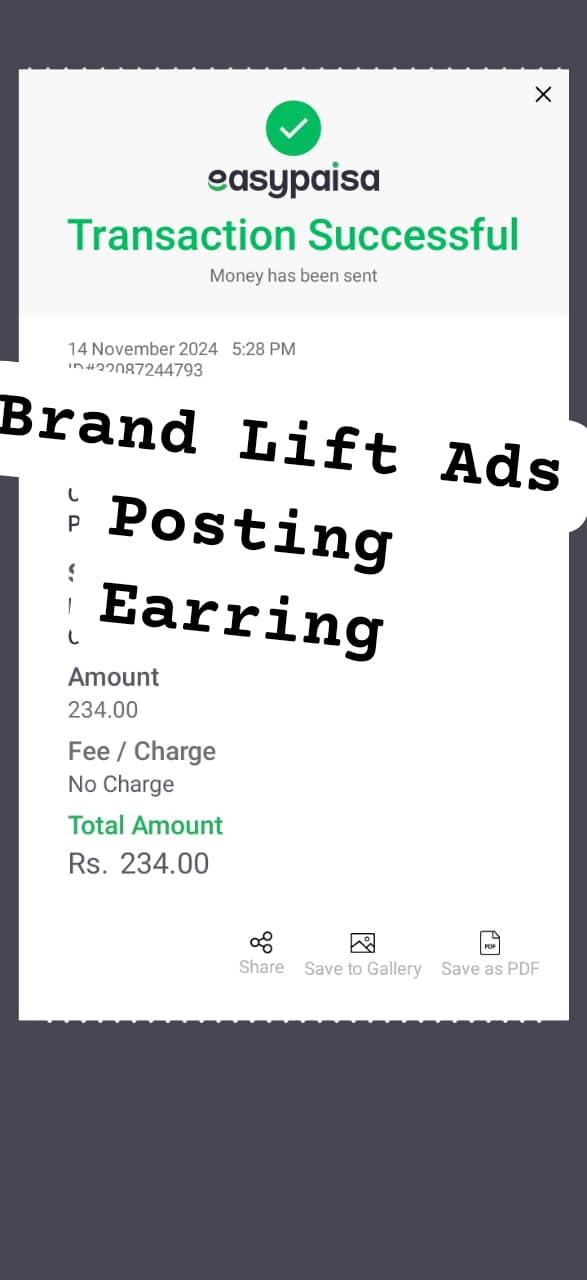 easypaisa
Transaction Successful
Money has been sent
14 November 2024 5:28 PM
ID#32087244793
Brand Lift Ads
Posting
Earring
Amount
234.00
Fee / Charge
No Charge
Total Amount
Rs. 234.00
Share Save to Gallery Save as PDF